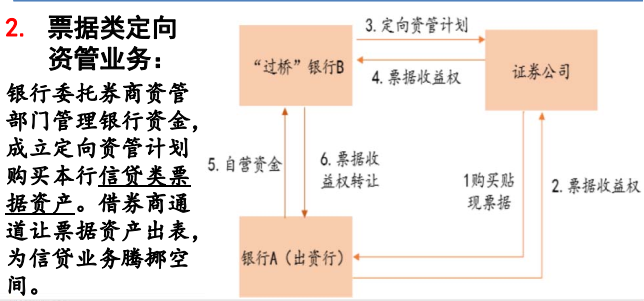 2. 票据类定向
资管业务：
银行委托券商资管
部门管理银行资金，
成立定向资管计划
购买本行信贷类票
据资产。借券商通
道让票据资产出表，
为信贷业务腾挪空
间。
3. 定向资管计划
“过桥”银行B
4. 票据收益权
证券公司
5. 自营资金
6. 票据收
益权转让
1购买贴
现票据
2. 票据收益权
银行A（出资行）